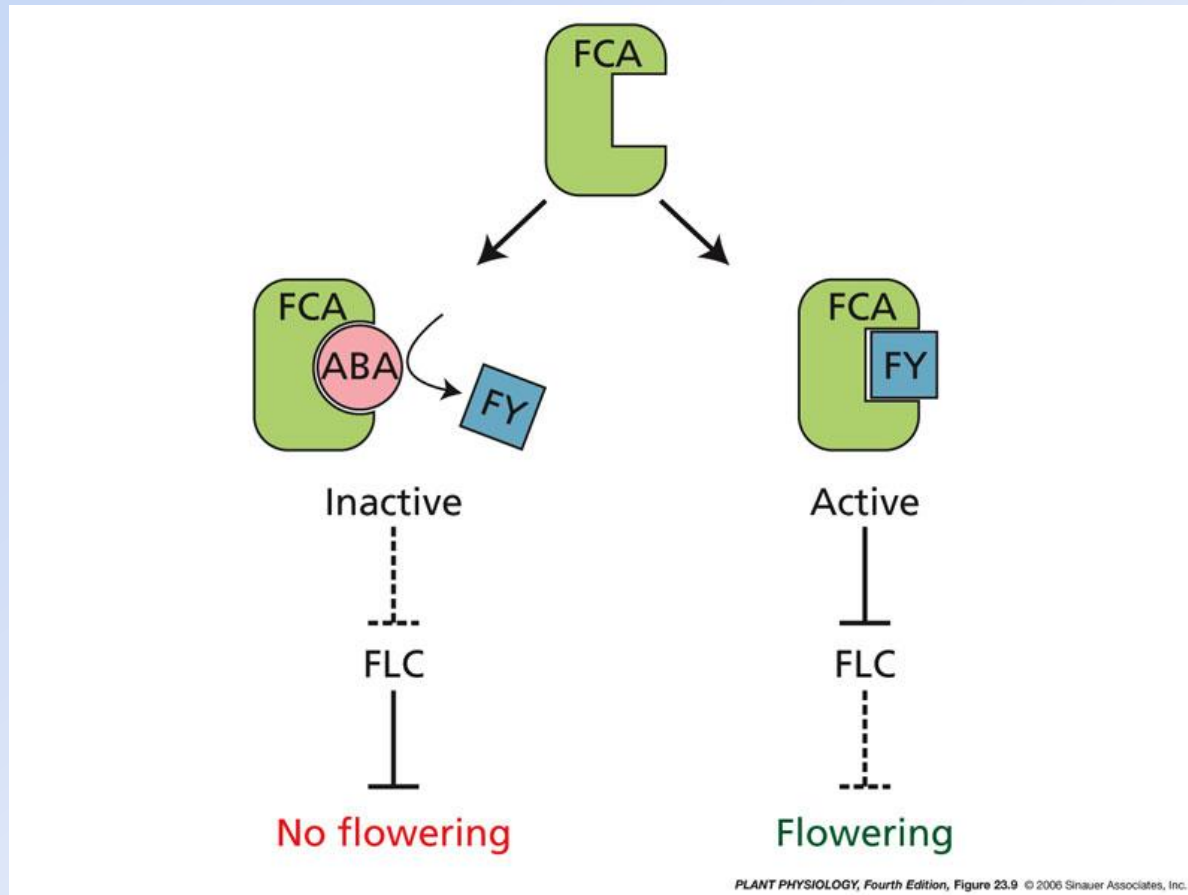 FCA
FCA
ABA
FY
FCA
FY
Inactive
Active
FLC
FLC
No flowering
Flowering
PLANT PHYSIOLOGY, Fourth Edition, Figure 23.9 © 2006 Sinauer Associates, Inc.